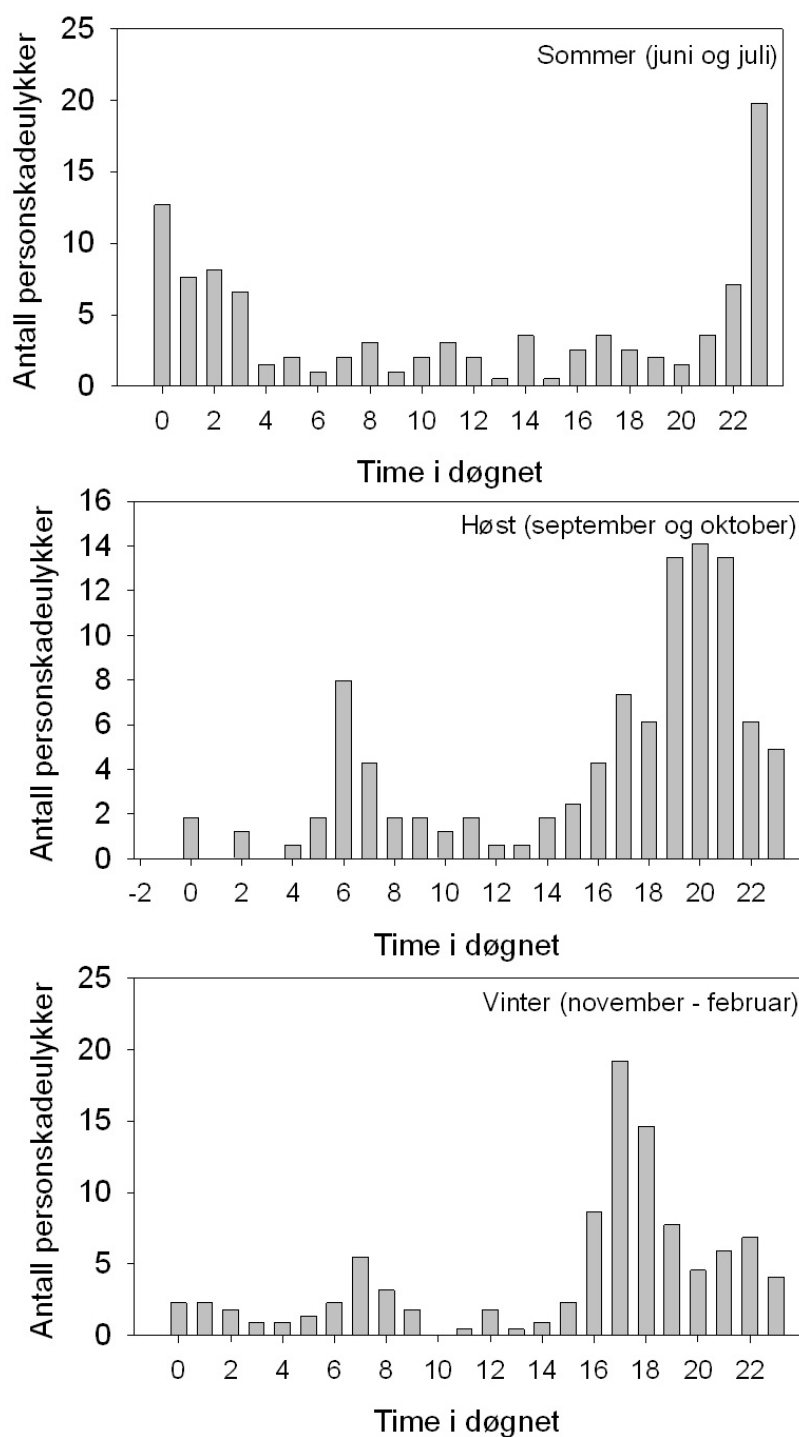 Sommer (juni og juli)
Antall personskadeulykker
25
20
15
10
5
0
0 2 4 6 8 10 12 14 16 18 20 22
Time i døgnet
Høst (september og oktober)
Antall personskadeulykker
16
14
12
10
8
6
4
2
0
-2 0 2 4 6 8 10 12 14 16 18 20 22
Time i døgnet
Vinter (november - februar)
Antall personskadeulykker
25
20
15
10
5
0
0 2 4 6 8 10 12 14 16 18 20 22
Time i døgnet